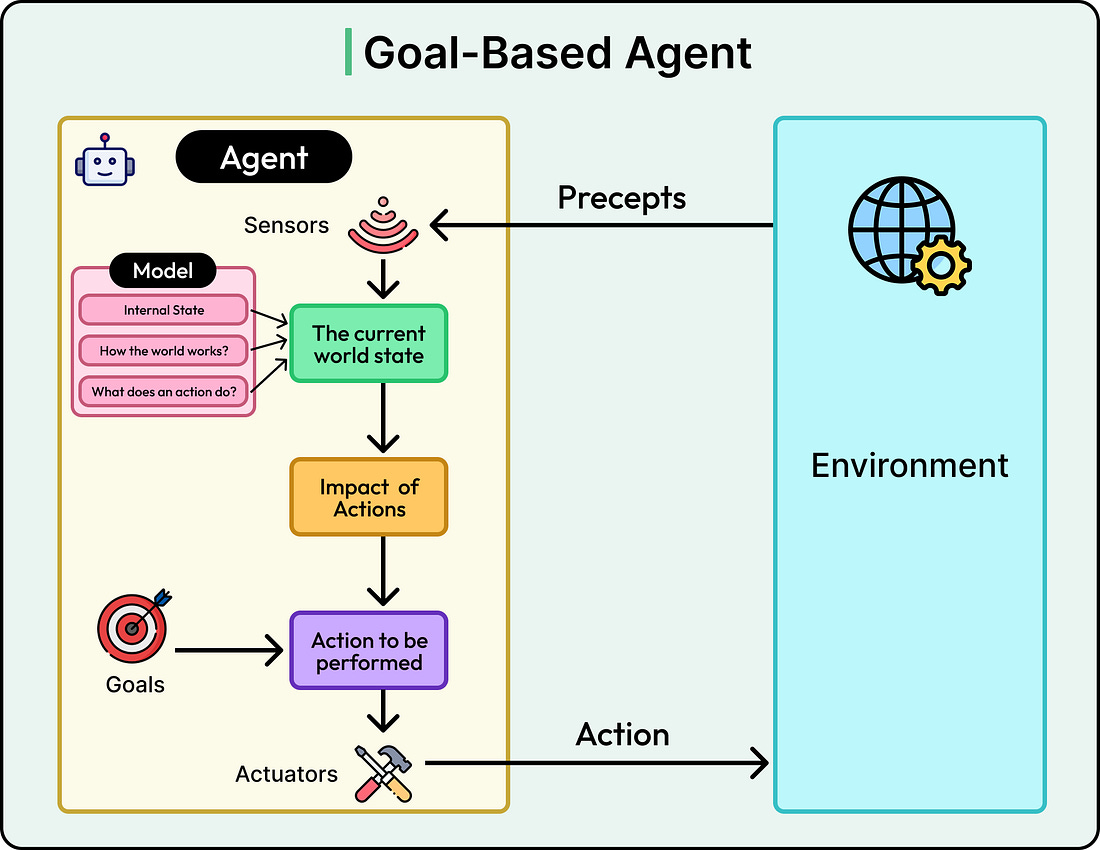 Goal-Based Agent
Agent
Precepts
Sensors
Model
Internal State
How the world works?
What does an action do?
The current
world state
Environment
Impact of
Actions
Goals
Action to be
performed
Action
Actuators